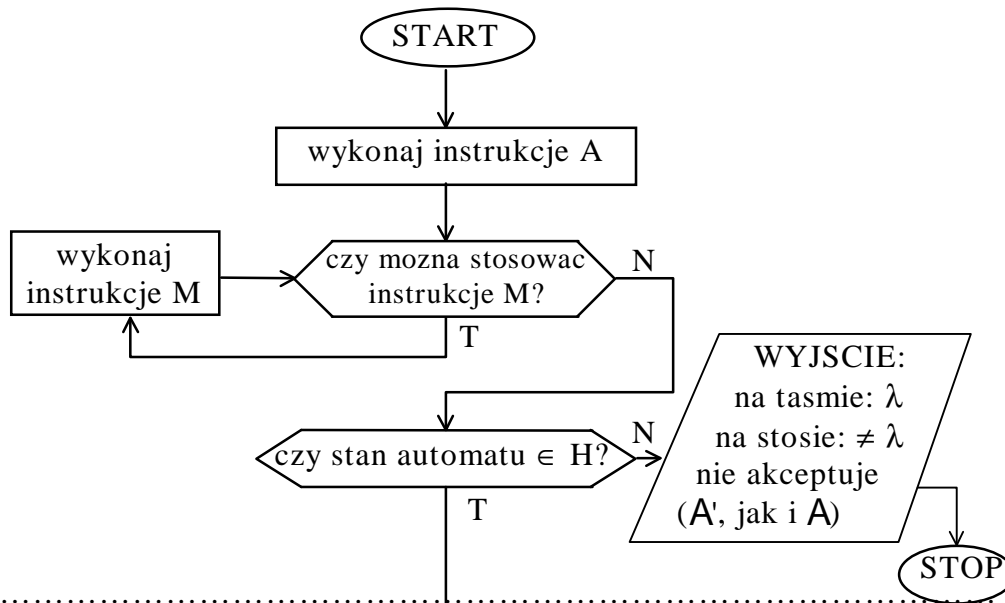 START
wykonaj instrukcje A
wykonaj
instrukcje M
czy mozna stosowac
instrukcje M?
N
T
WYJSCIE:
na tasmie: λ
na stosie: ≠ λ
nie akceptuje
(A', jak i A)
czy stan automatu ∈ H?
N
T
STOP